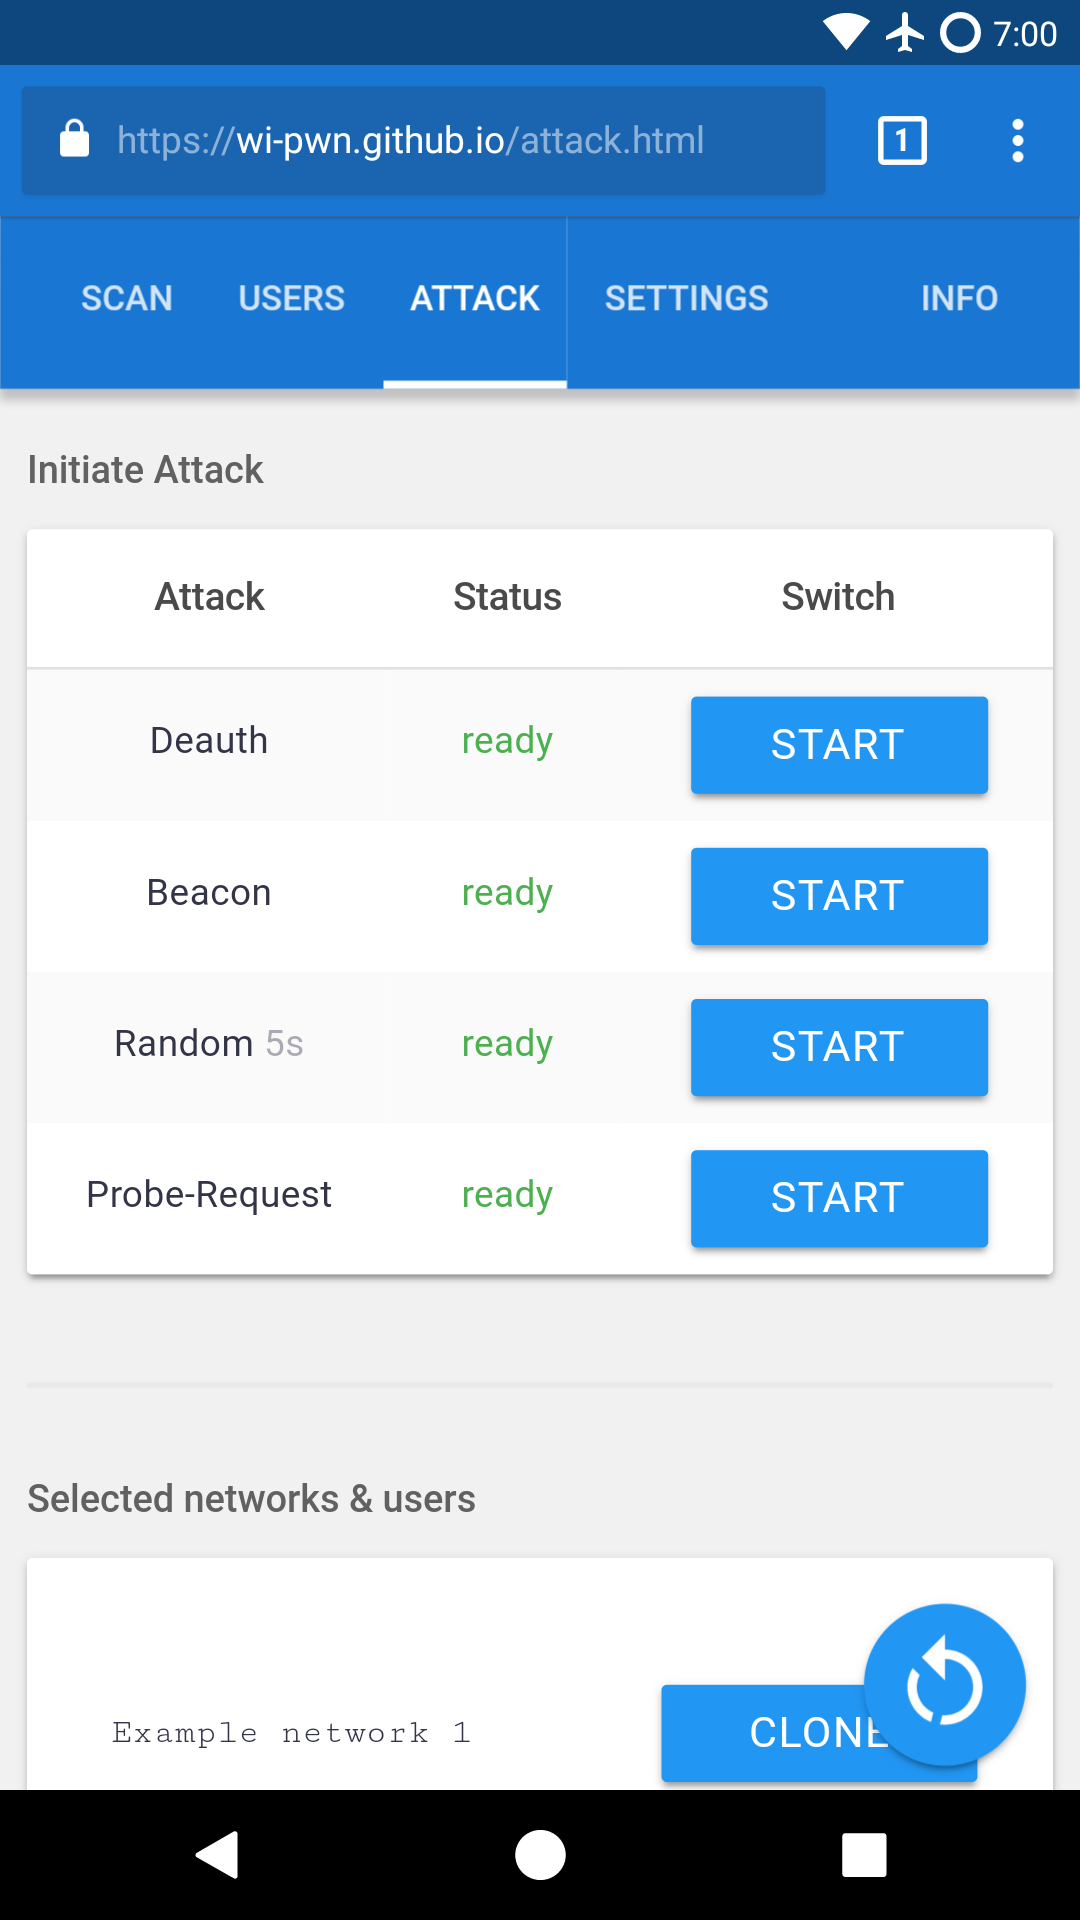 7:00
https://wi-pwn.github.io/attack.html 1
SCAN USERS ATTACK SETTINGS INFO
Initiate Attack
Attack Status Switch
Deauth ready START
Beacon ready START
Random 5s ready START
Probe-Request ready START
Selected networks & users
Example network 1 CLONE